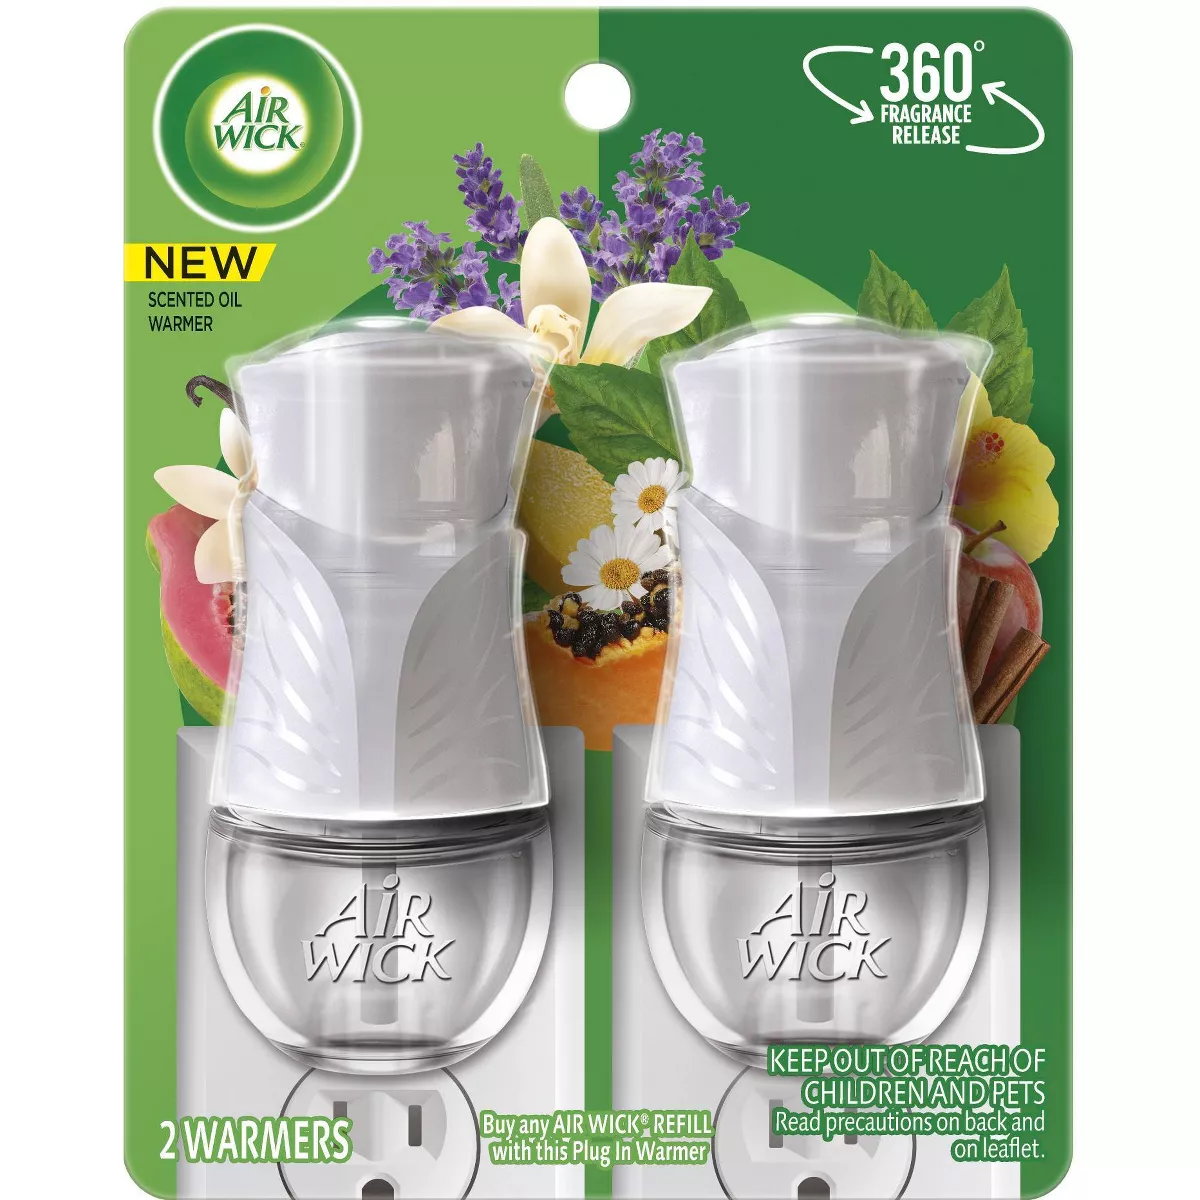 AiR
WICK®
360°
FRAGRANCE
RELEASE
NEW
SCENTED OIL
WARMER
AiR
WICK
AiR
WICK
2 WARMERS
Buy any AIR WICK® REFILL
with this Plug In Warmer
KEEP OUT OF REACH OF
CHILDREN AND PETS
Read precautions on back and
on leaflet.